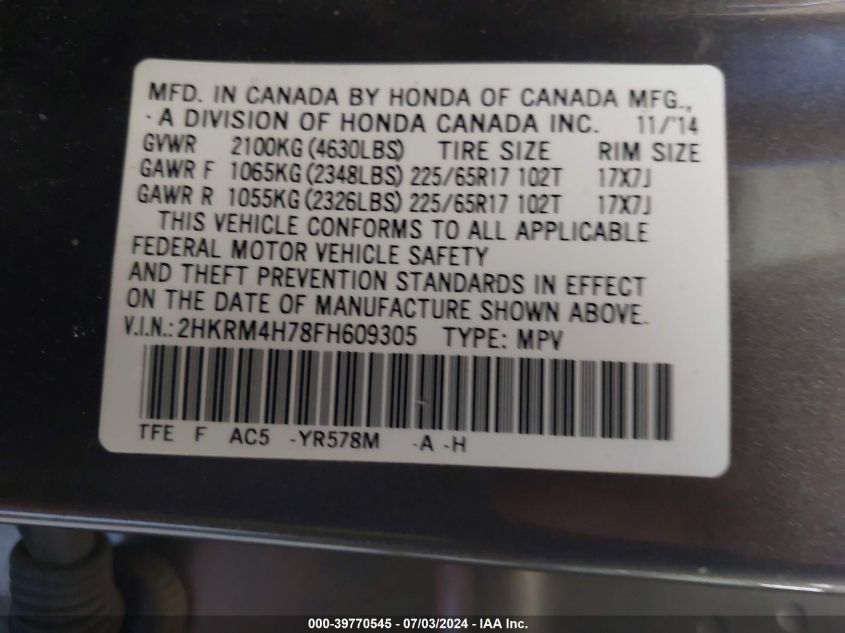 MFD. IN CANADA BY HONDA OF CANADA MFG.,
A DIVISION OF HONDA CANADA INC. 11/'14
GVWR 2100KG (4630LBS) TIRE SIZE RIM SIZE
GAWR F 1065KG (2348LBS) 225/65R17 102T 17X7J
GAWR R 1055KG (2326LBS) 225/65R17 102T 17X7J
THIS VEHICLE CONFORMS TO ALL APPLICABLE
FEDERAL MOTOR VEHICLE SAFETY
AND THEFT PREVENTION STANDARDS IN EFFECT
ON THE DATE OF MANUFACTURE SHOWN ABOVE.
V.I.N.: 2HKRM4H78FH609305 TYPE: MPV
TFE F AC5 -YR578M -A -H
000-39770545 - 07/03/2024 - IAA Inc.